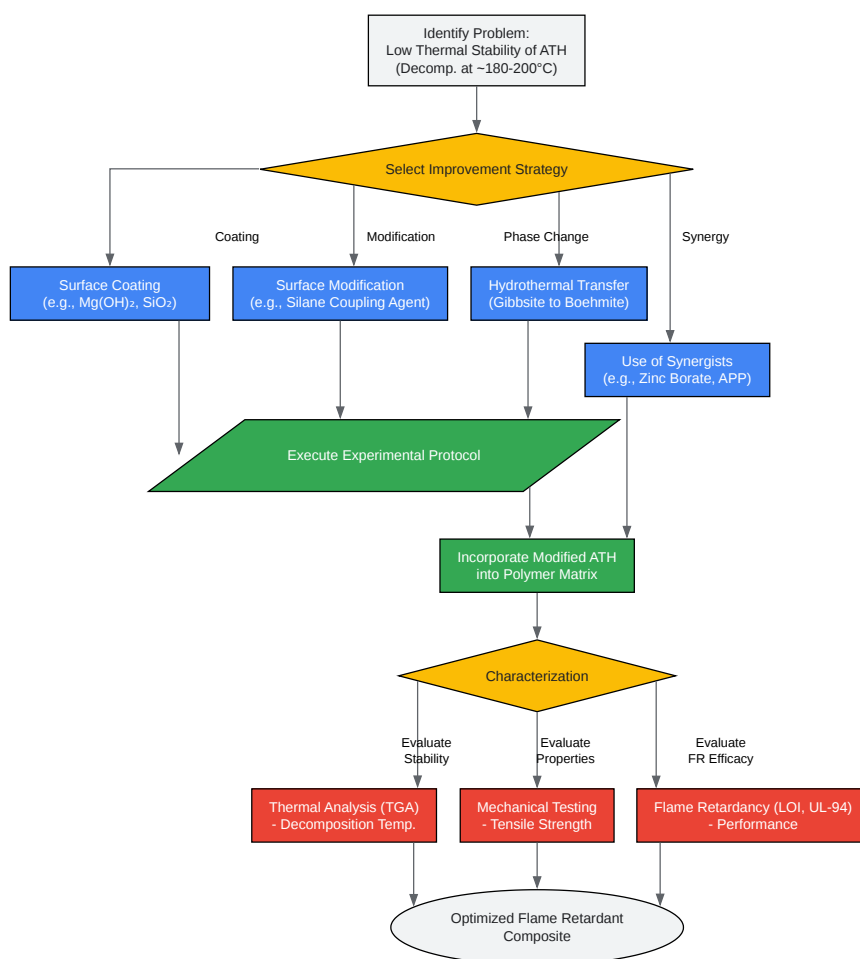 Identify Problem:
Low Thermal Stability of ATH
(Decomp. at ~180-200°C)
Select Improvement Strategy
Coating
Modification
Phase Change
Synergy
Surface Coating
(e.g., Mg(OH)₂, SiO₂)
Surface Modification
(e.g., Silane Coupling Agent)
Hydrothermal Transfer
(Gibbsite to Boehmite)
Use of Synergists
(e.g., Zinc Borate, APP)
Execute Experimental Protocol
Incorporate Modified ATH
into Polymer Matrix
Characterization
Evaluate
Stability
Evaluate
Properties
Evaluate
FR Efficacy
Thermal Analysis (TGA)
- Decomposition Temp.
Mechanical Testing
- Tensile Strength
Flame Retardancy (LOI, UL-94)
- Performance
Optimized Flame Retardant
Composite